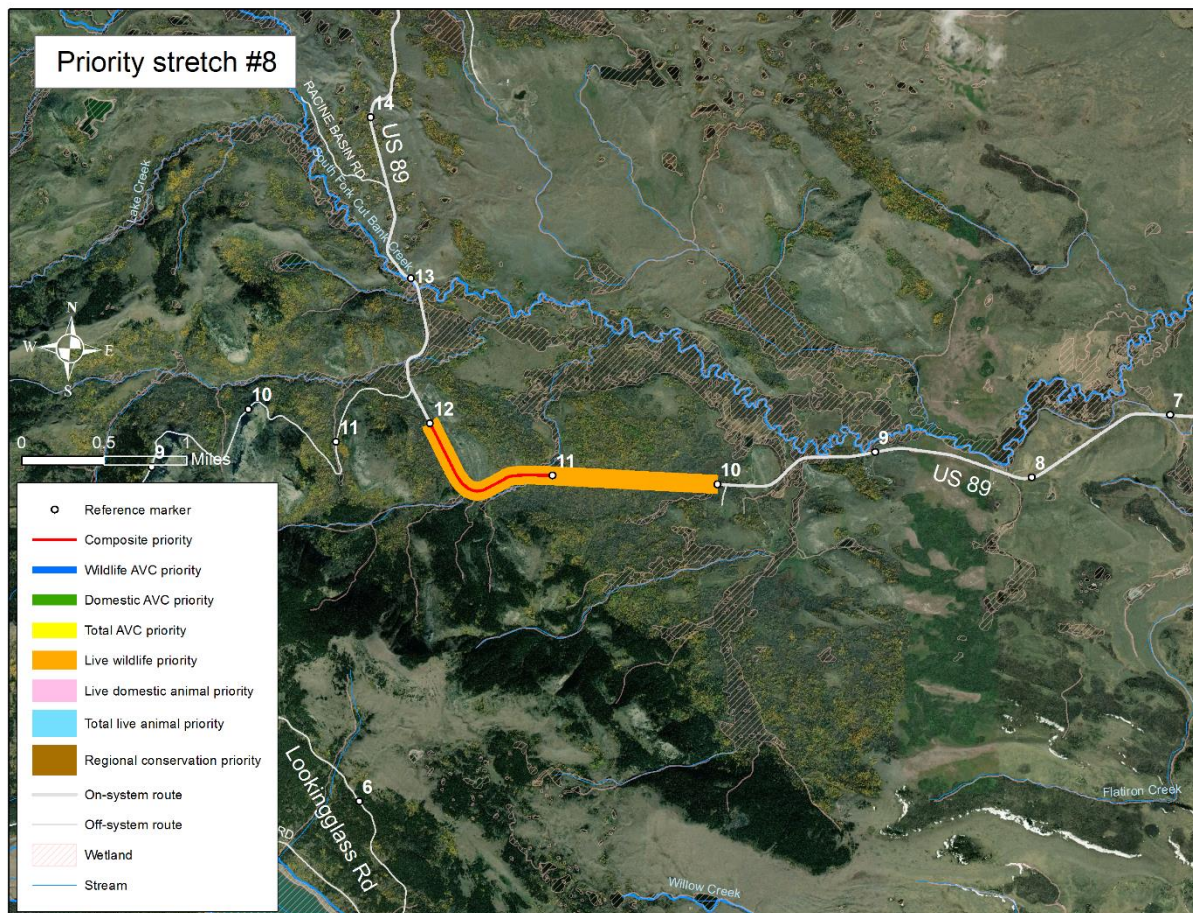 Priority stretch #8
14
RACINE BASIN RD
US 89
South Fork Cut Bank Creek
Lake Creek
13
N
W
E
S
10
12
11
9
11
10
9
8
7
US 89
0
0.5
1
Miles
Reference marker
Composite priority
Wildlife AVC priority
Domestic AVC priority
Total AVC priority
Live wildlife priority
Live domestic animal priority
Total live animal priority
Regional conservation priority
On-system route
Off-system route
Wetland
Stream
6
Lookingglass Rd
RD
Flatiron Creek
Willow Creek